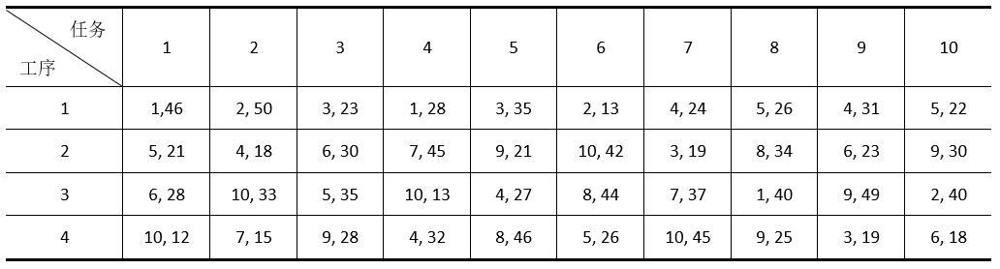 任务
工序
1 2 3 4 5 6 7 8 9 10
1 1,46 2, 50 3, 23 1, 28 3, 35 2, 13 4, 24 5, 26 4, 31 5, 22
2 5, 21 4, 18 6, 30 7, 45 9, 21 10, 42 3, 19 8, 34 6, 23 9, 30
3 6, 28 10, 33 5, 35 10, 13 4, 27 8, 44 7, 37 1, 40 9, 49 2, 40
4 10, 12 7, 15 9, 28 4, 32 8, 46 5, 26 10, 45 9, 25 3, 19 6, 18